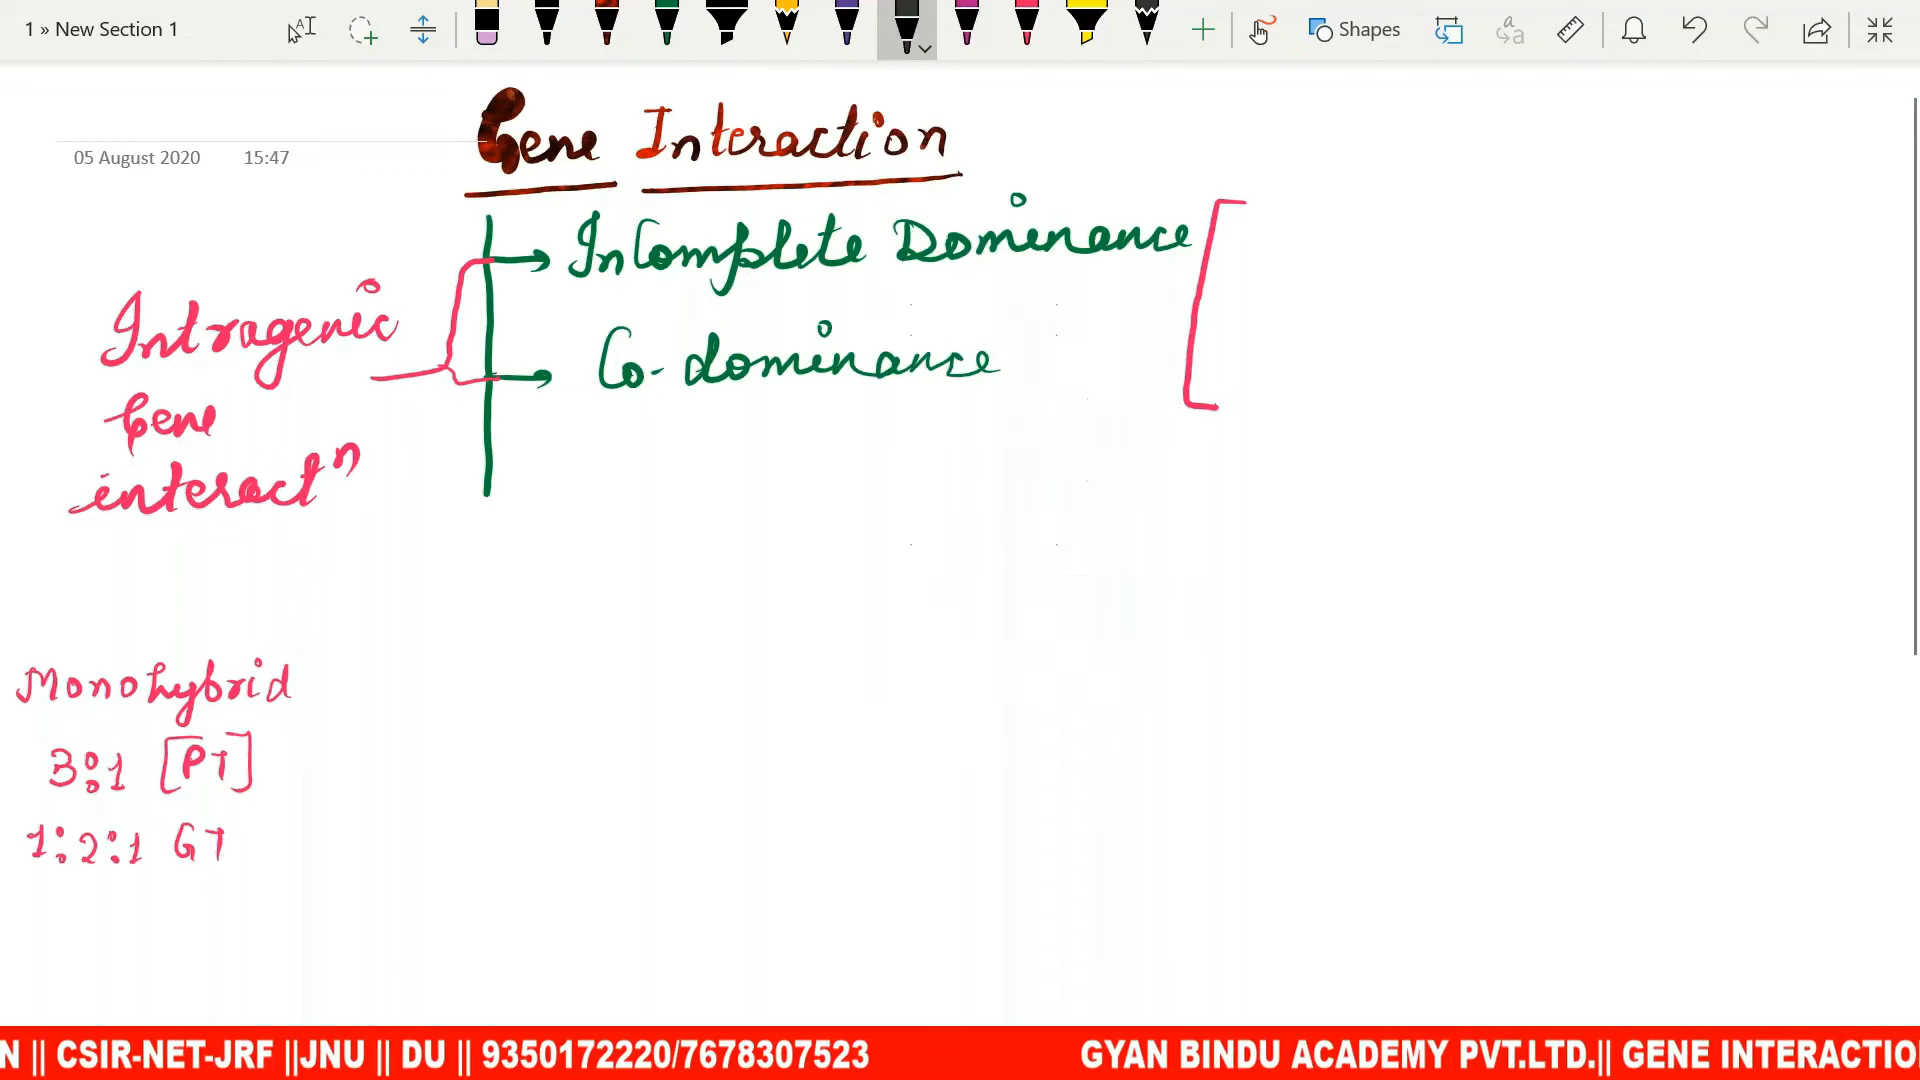 1 » New Section 1
Shapes
Gene Interaction
05 August 2020 15:47
InComplete Dominance
Co-dominance
Intragenic
Gene
interactⁿ
Monohybrid
3:1 [PT]
1:2:1 GT
N || CSIR-NET-JRF ||JNU || DU || 9350172220/7678307523 GYAN BINDU ACADEMY PVT.LTD.|| GENE INTERACTIO